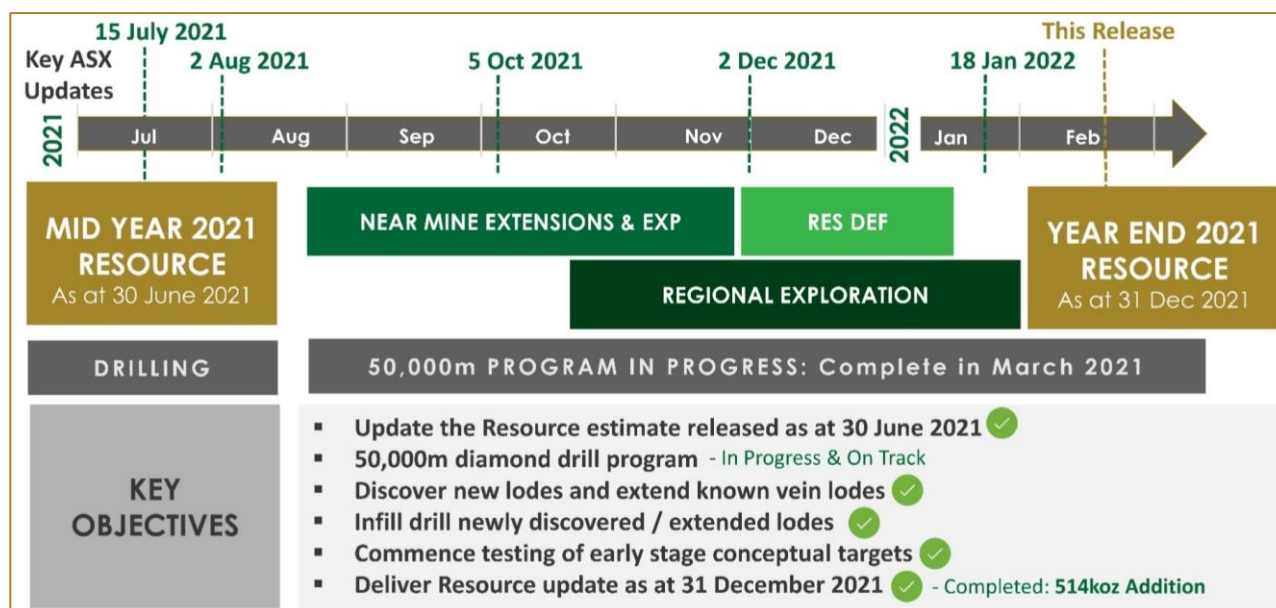 15 July 2021
This Release
Key ASX
Updates
2 Aug 2021
5 Oct 2021
2 Dec 2021
18 Jan 2022
2021
Jul
Aug
Sep
Oct
Nov
Dec
2022
Jan
Feb
MID YEAR 2021
RESOURCE
As at 30 June 2021
NEAR MINE EXTENSIONS & EXP
RES DEF
REGIONAL EXPLORATION
YEAR END 2021
RESOURCE
As at 31 Dec 2021
DRILLING
50,000m PROGRAM IN PROGRESS: Complete in March 2021
KEY
OBJECTIVES
▪ Update the Resource estimate released as at 30 June 2021
▪ 50,000m diamond drill program - In Progress & On Track
▪ Discover new lodes and extend known vein lodes
▪ Infill drill newly discovered / extended lodes
▪ Commence testing of early stage conceptual targets
▪ Deliver Resource update as at 31 December 2021 - Completed: 514koz Addition